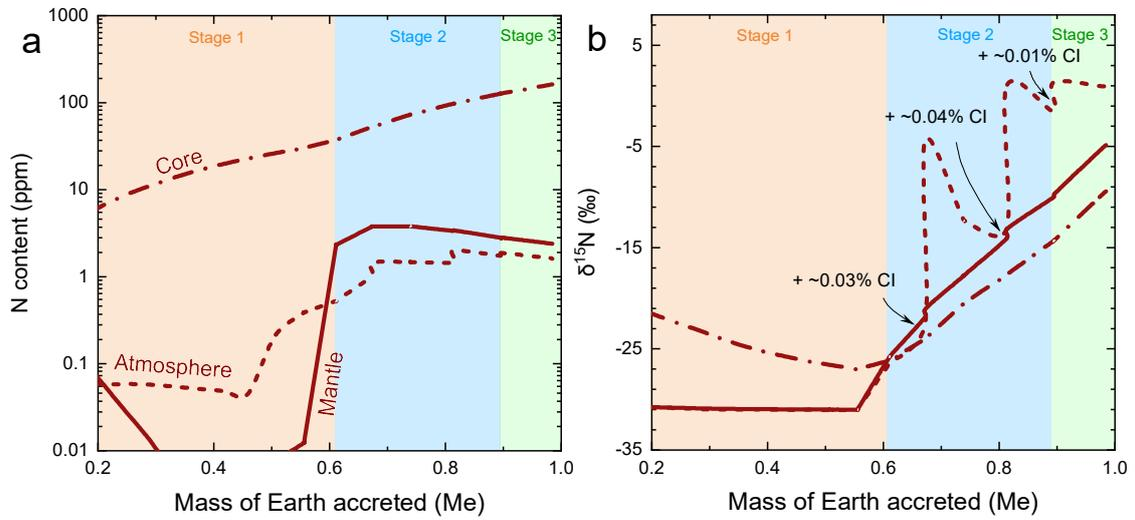 a
Stage 1
Stage 2
Stage 3
1000
100
10
1
0.1
0.01
N content (ppm)
Core
Atmosphere
Mantle
0.2
0.4
0.6
0.8
1.0
Mass of Earth accreted (Me)
b
Stage 1
Stage 2
Stage 3
+ ~0.01% CI
+ ~0.04% CI
+ ~0.03% CI
5
-5
-15
-25
-35
δ¹⁵N (‰)
0.2
0.4
0.6
0.8
1.0
Mass of Earth accreted (Me)